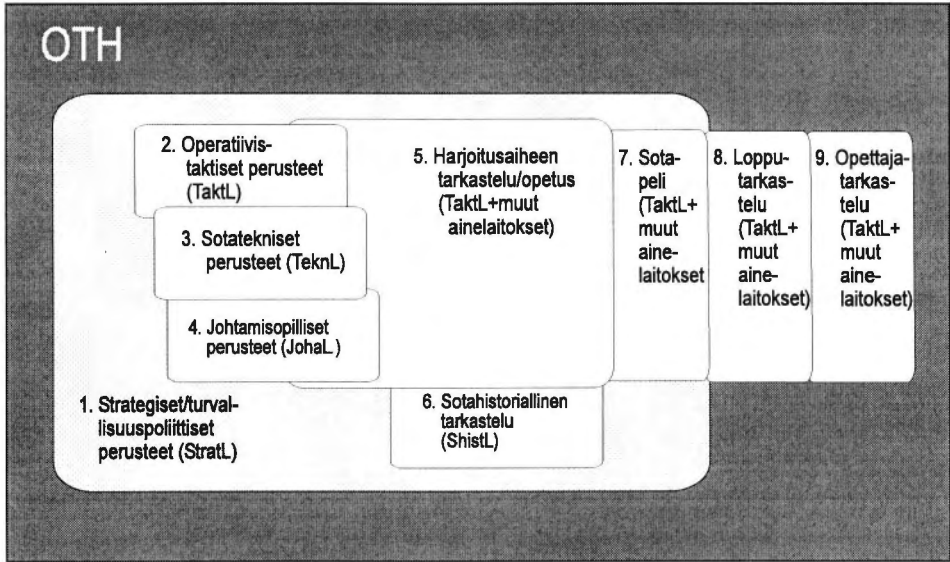 OTH
2. Operatiivis-
taktiset perusteet
(TaktL)
3. Sotatekniset
perusteet (TeknL)
4. Johtamisopilliset
perusteet (JohaL)
1. Strategiset/turval-
lisuuspoliittiset
perusteet (StratL)
5. Harjoitusaiheen
tarkastelu/opetus
(TaktL+muut
ainelaitokset)
6. Sotahistoriallinen
tarkastelu
(ShistL)
7. Sota-
peli
(TaktL+
muut
aine-
laitokset
8. Loppu-
tarkas-
telu
(TaktL+
muut
aine-
laitokset)
9. Opettaja-
tarkas-
telu
(TaktL+
muut
aine-
laitokset)